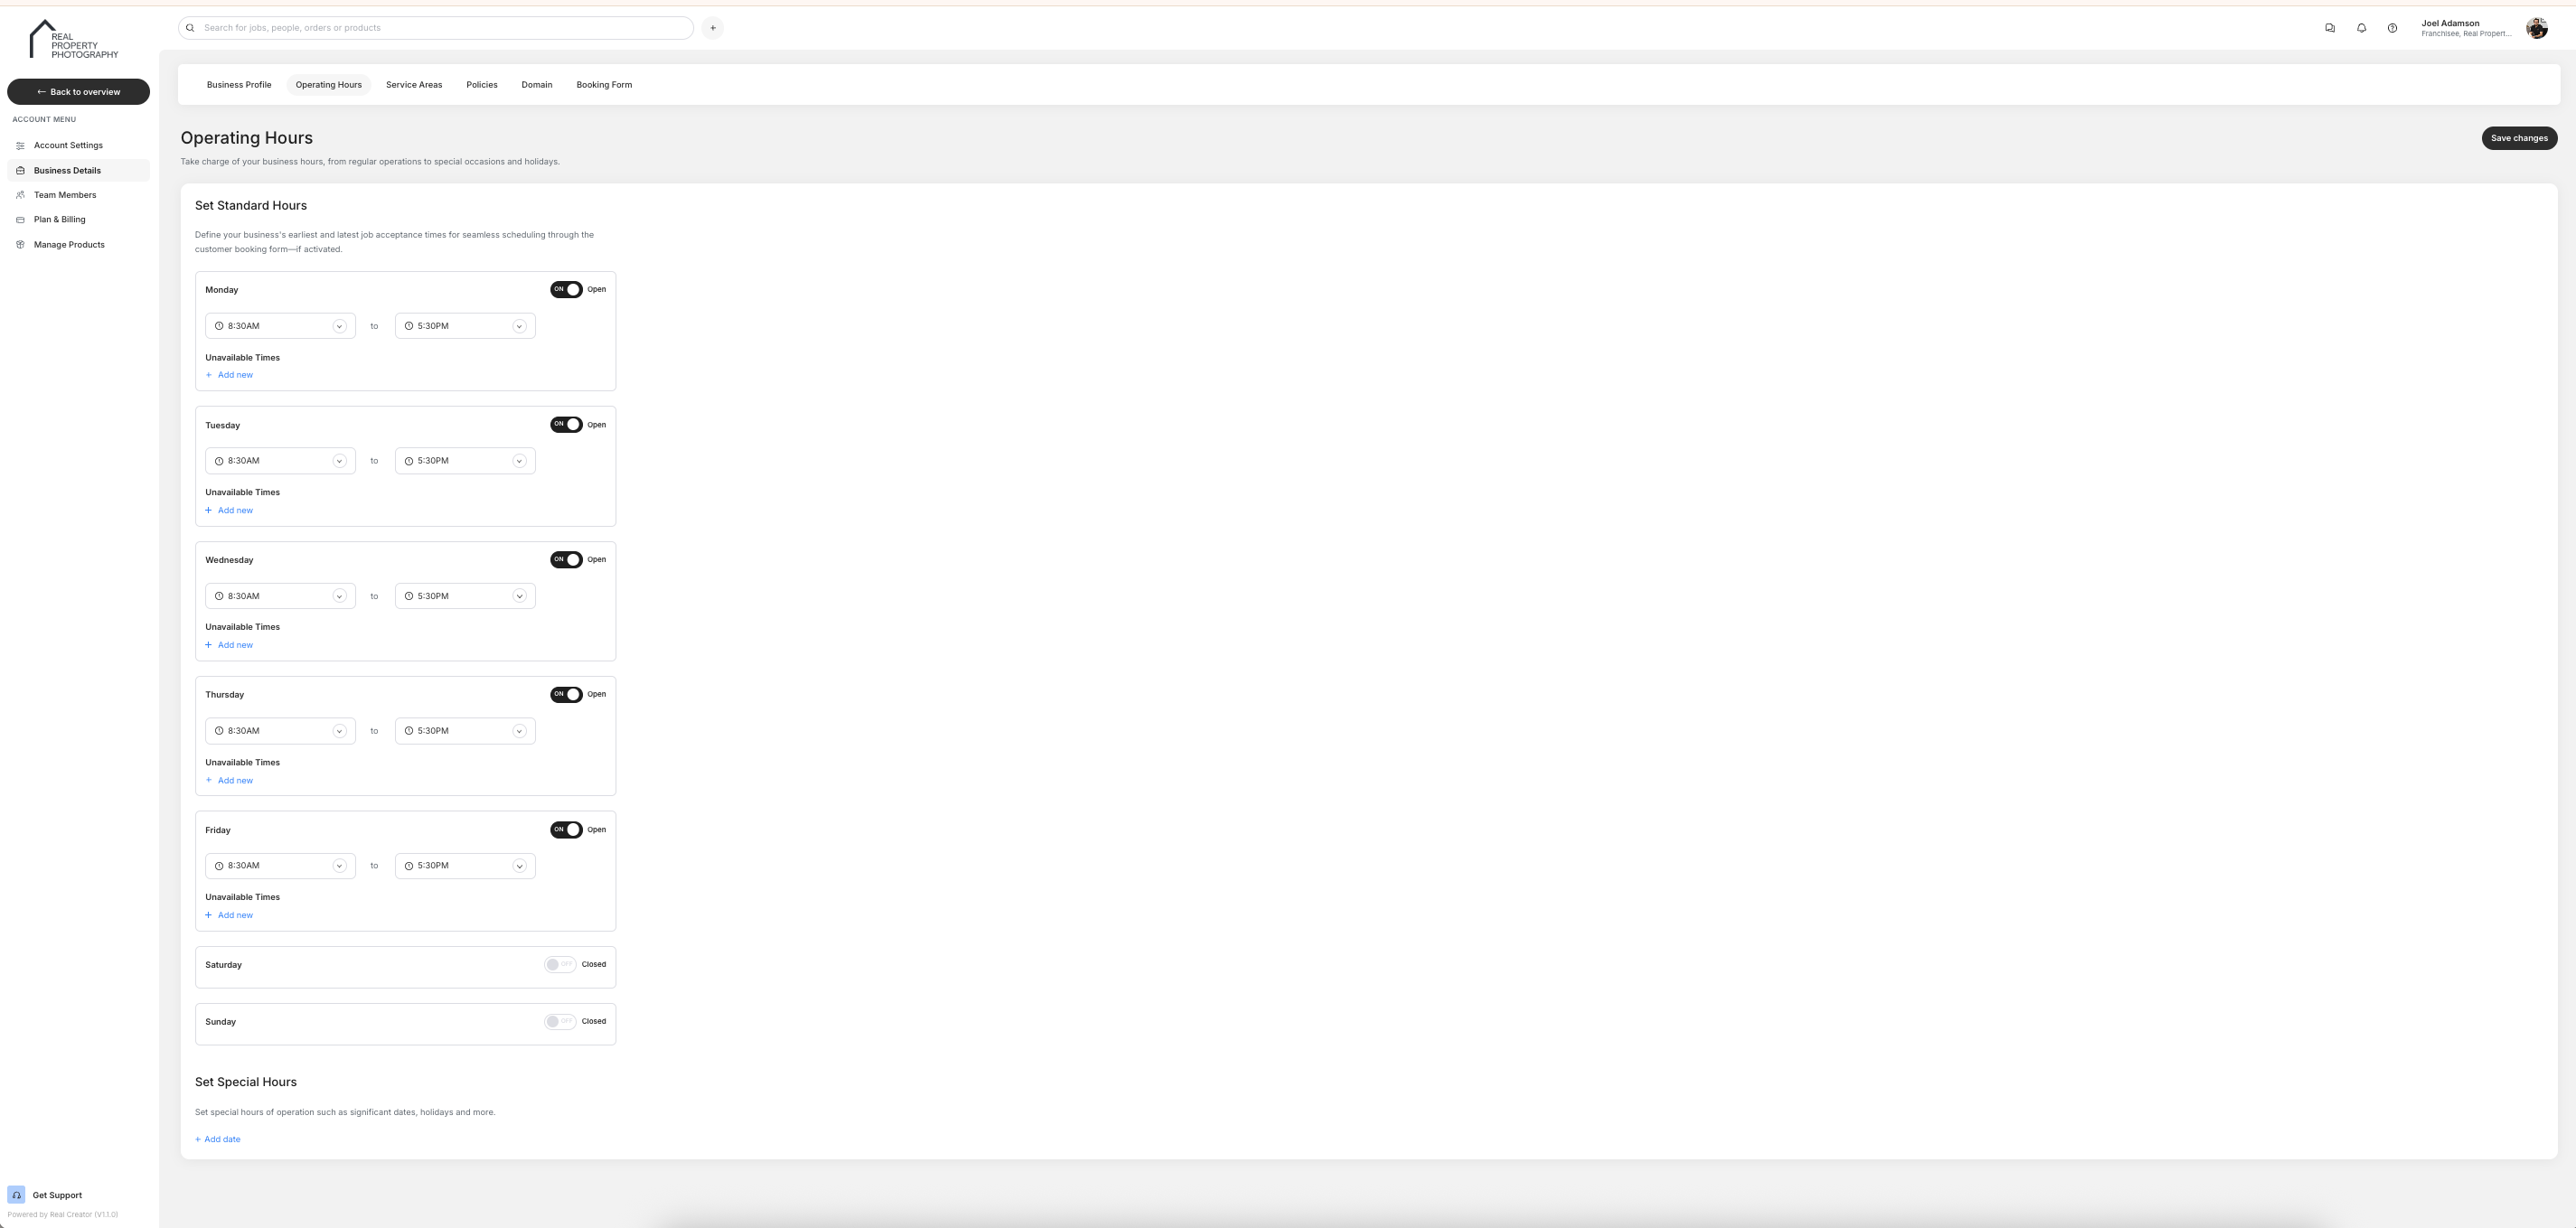 REAL
PROPERTY
PHOTOGRAPHY
Search for jobs, people, orders or products
Joel Adamson
Franchisee, Real Propert...
← Back to overview
ACCOUNT MENU
Account Settings
Business Details
Team Members
Plan & Billing
Manage Products
Business Profile Operating Hours Service Areas Policies Domain Booking Form
Operating Hours
Save changes
Take charge of your business hours, from regular operations to special occasions and holidays.
Set Standard Hours
Define your business's earliest and latest job acceptance times for seamless scheduling through the
customer booking form—if activated.
Monday ON Open
8:30AM to 5:30PM
Unavailable Times
+ Add new
Tuesday ON Open
8:30AM to 5:30PM
Unavailable Times
+ Add new
Wednesday ON Open
8:30AM to 5:30PM
Unavailable Times
+ Add new
Thursday ON Open
8:30AM to 5:30PM
Unavailable Times
+ Add new
Friday ON Open
8:30AM to 5:30PM
Unavailable Times
+ Add new
Saturday OFF Closed
Sunday OFF Closed
Set Special Hours
Set special hours of operation such as significant dates, holidays and more.
+ Add date
Get Support
Powered by Real Creator (V1.1.0)